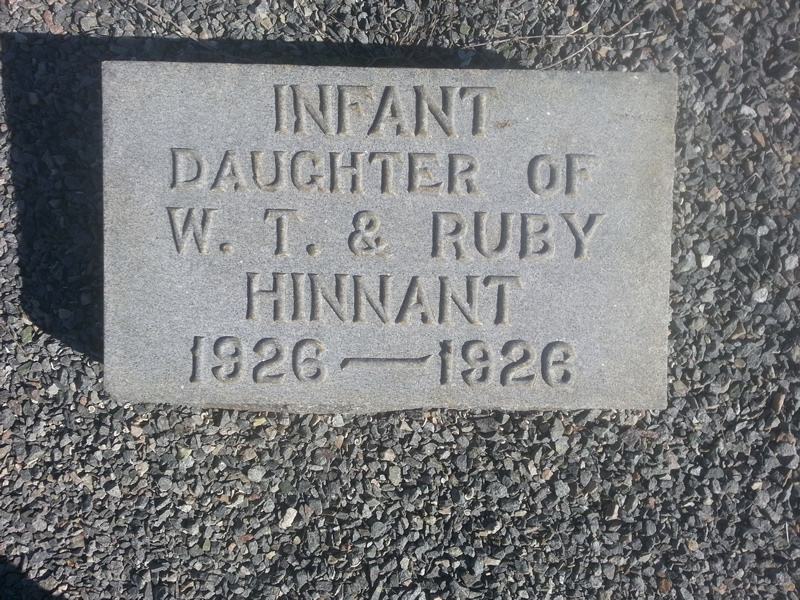 INFANT
DAUGHTER OF
W. T. & RUBY
HINNANT
1926—1926